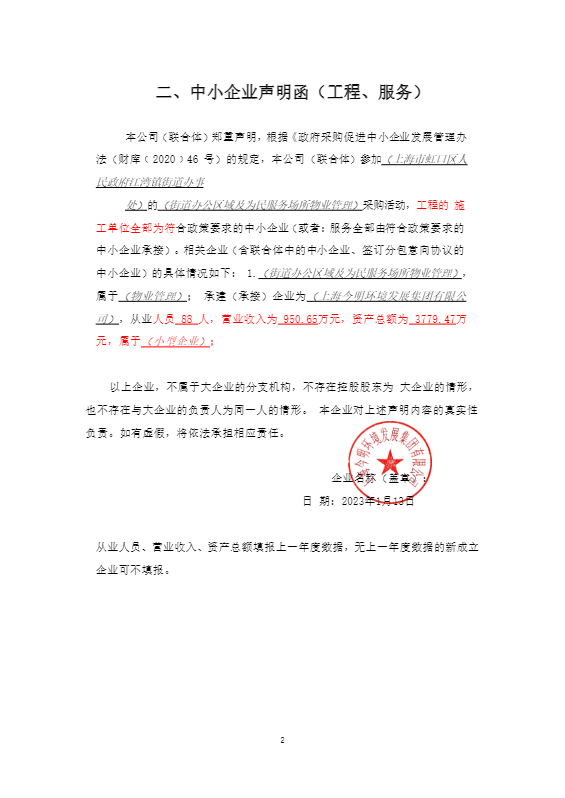 二、中小企业声明函（工程、服务）
本公司（联合体）郑重声明，根据《政府采购促进中小企业发展管理办
法（财库﹝2020﹞46 号）的规定，本公司（联合体）参加（上海市虹口区人
民政府江湾镇街道办事
处）的（街道办公区域及为民服务场所物业管理）采购活动，工程的 施
工单位全部为符合政策要求的中小企业（或者：服务全部由符合政策要求的
中小企业承接）。相关企业（含联合体中的中小企业、签订分包意向协议的
中小企业）的具体情况如下： 1.（街道办公区域及为民服务场所物业管理），
属于（物业管理）； 承建（承接）企业为（上海今明环境发展集团有限公
司），从业人员 88 人，营业收入为 950.65万元，资产总额为 3779.47万
元，属于（小型企业）；
以上企业，不属于大企业的分支机构，不存在控股股东为 大企业的情形，
也不存在与大企业的负责人为同一人的情形。 本企业对上述声明内容的真实性
负责。如有虚假，将依法承担相应责任。
上海今明环境发展集团有限公司
企业名称（盖章）：
日 期：2023年1月13日
从业人员、营业收入、资产总额填报上一年度数据，无上一年度数据的新成立
企业可不填报。
2